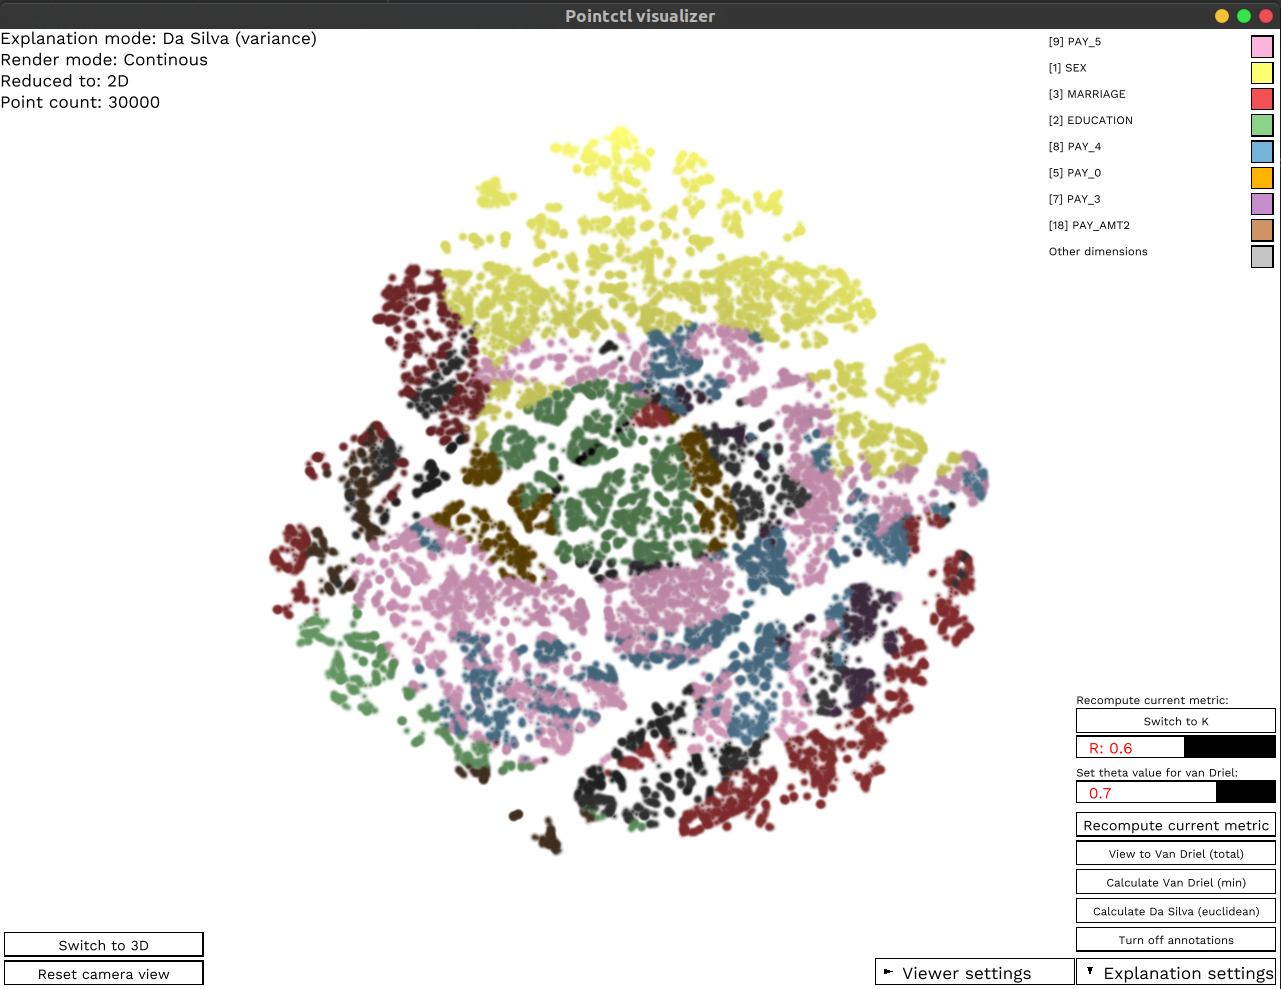 Pointctl visualizer
Explanation mode: Da Silva (variance)
Render mode: Continous
Reduced to: 2D
Point count: 30000
[9] PAY_5
[1] SEX
[3] MARRIAGE
[2] EDUCATION
[8] PAY_4
[5] PAY_0
[7] PAY_3
[18] PAY_AMT2
Other dimensions
Recompute current metric:
Switch to K
R: 0.6
Set theta value for van Driel:
0.7
Recompute current metric
View to Van Driel (total)
Calculate Van Driel (min)
Calculate Da Silva (euclidean)
Turn off annotations
Switch to 3D
Reset camera view
Viewer settings
Explanation settings